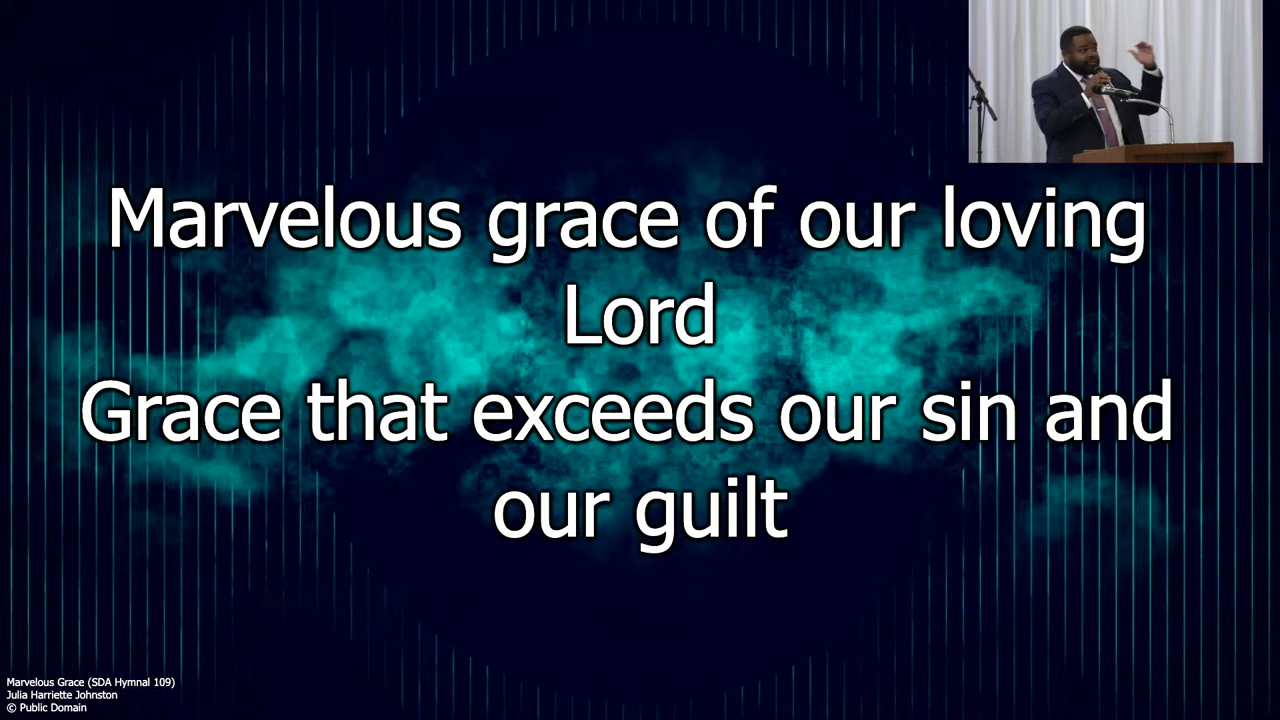 Marvelous grace of our loving
Lord
Grace that exceeds our sin and
our guilt
Marvelous Grace (SDA Hymnal 109)
Julia Harriette Johnston
© Public Domain